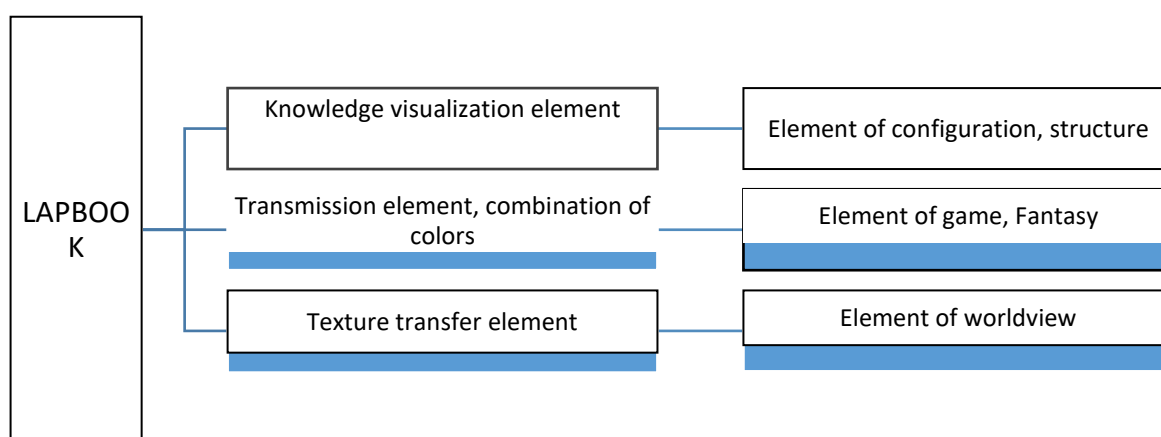 LAPBOO
K
Knowledge visualization element
Element of configuration, structure
Transmission element, combination of
colors
Element of game, Fantasy
Texture transfer element
Element of worldview